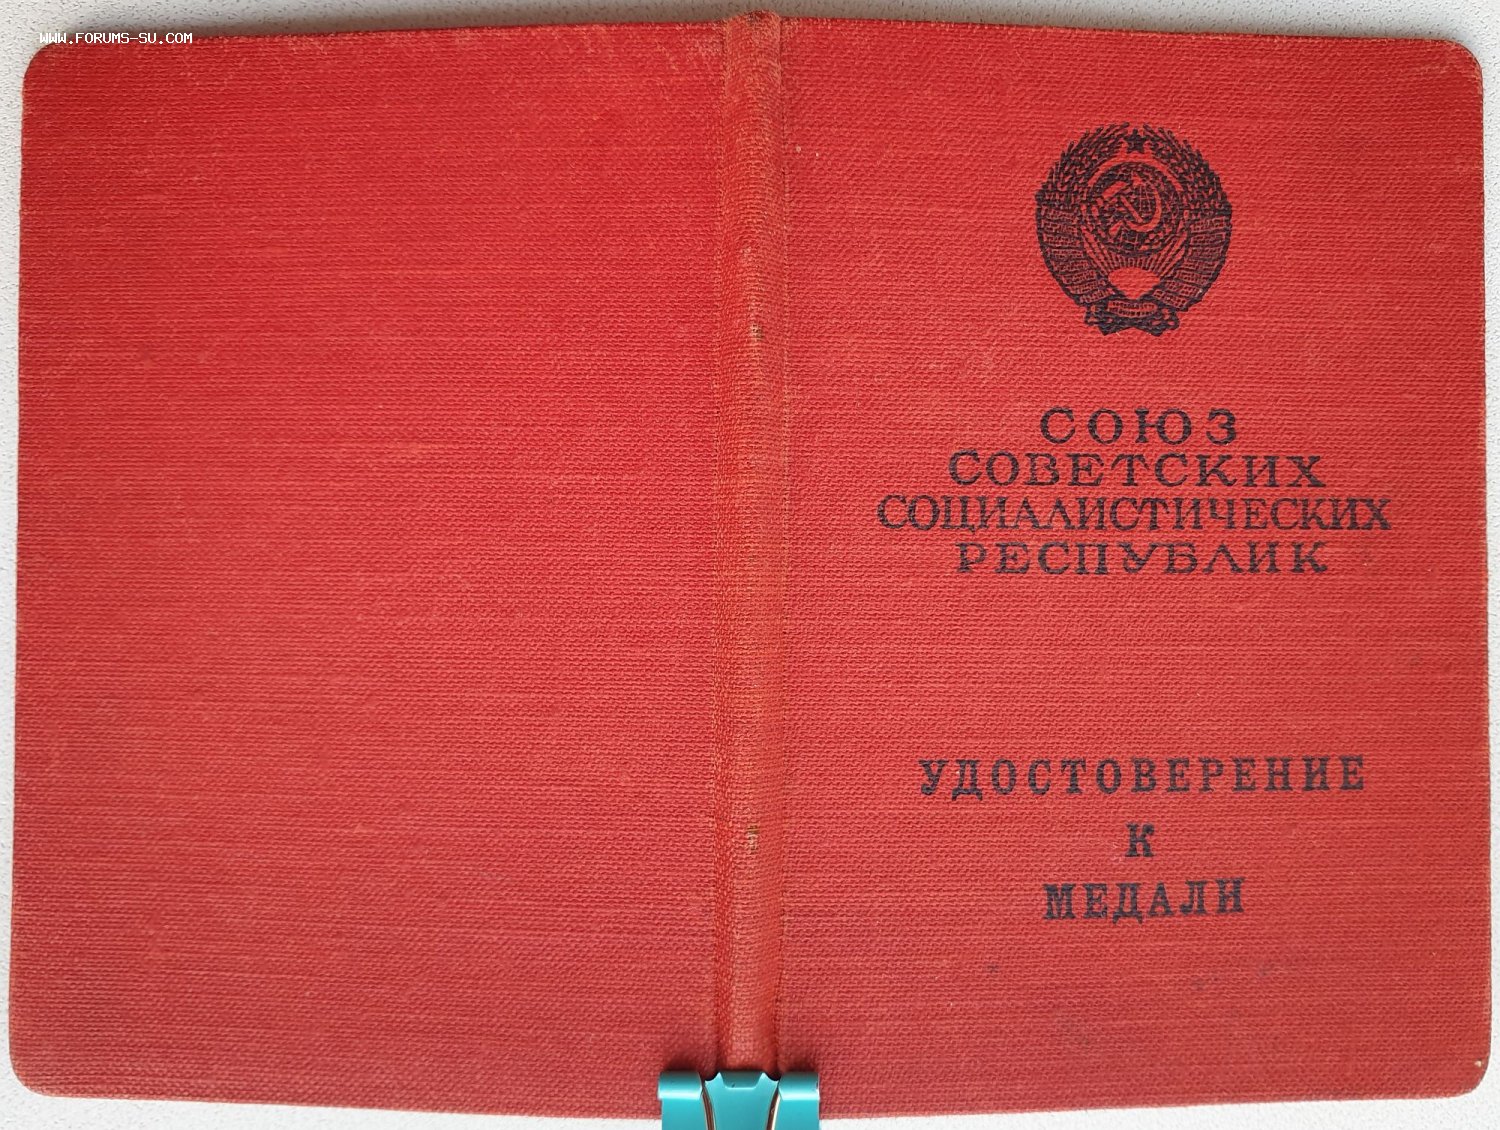 WWW.FORUMS-SU.COM
СОЮЗ
СОВЕТСКИХ
СОЦИАЛИСТИЧЕСКИХ
РЕСПУБЛИК
УДОСТОВЕРЕНИЕ
К
МЕДАЛИ